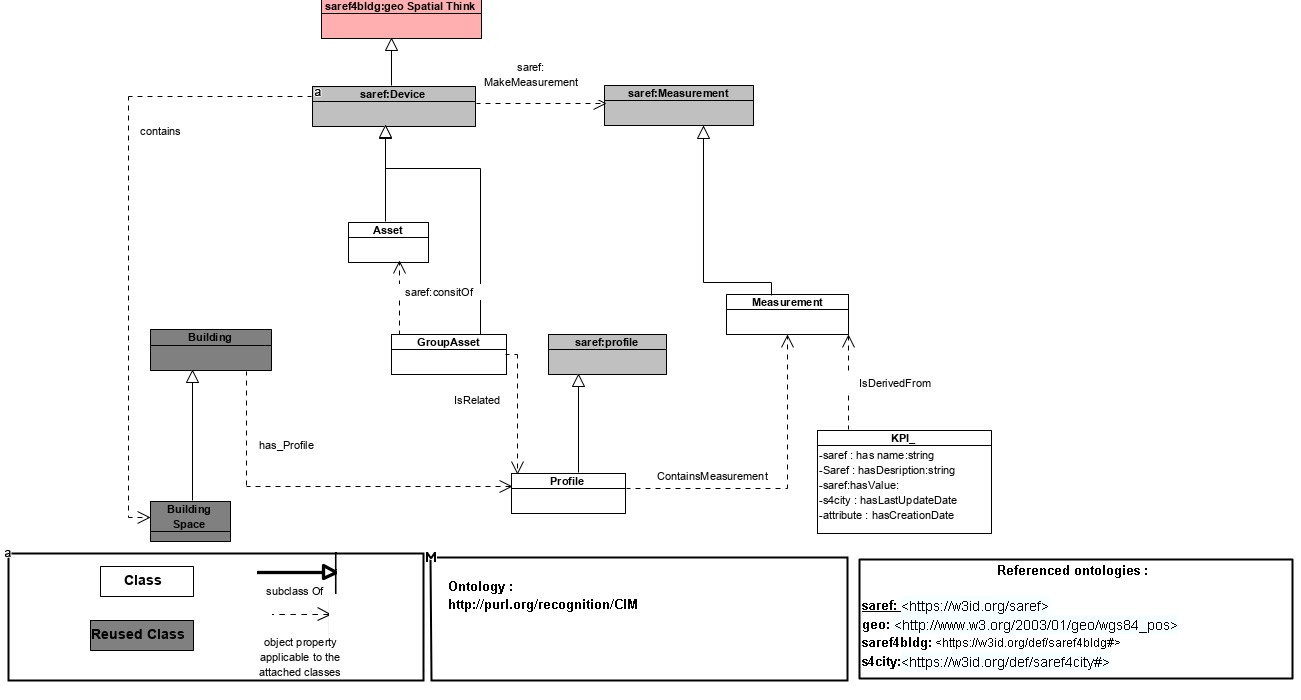 saref4bldg:geo Spatial Think
a
saref:Device
saref:
MakeMeasurement
saref:Measurement
contains
Asset
saref:consitOf
Measurement
Building
GroupAsset
saref:profile
IsRelated
IsDerivedFrom
has_Profile
KPI_
-saref : has name:string
-Saref : hasDesription:string
-saref:hasValue:
-s4city : hasLastUpdateDate
-attribute : hasCreationDate
Profile
ContainsMeasurement
Building
Space
a
Class
subclass Of
Reused Class
object property
applicable to the
attached classes
M
Ontology :
http://purl.org/recognition/CIM
Referenced ontologies :
saref: <https://w3id.org/saref>
geo: <http://www.w3.org/2003/01/geo/wgs84_pos>
saref4bldg: <https://w3id.org/def/saref4bldg#>
s4city:<https://w3id.org/def/saref4city#>